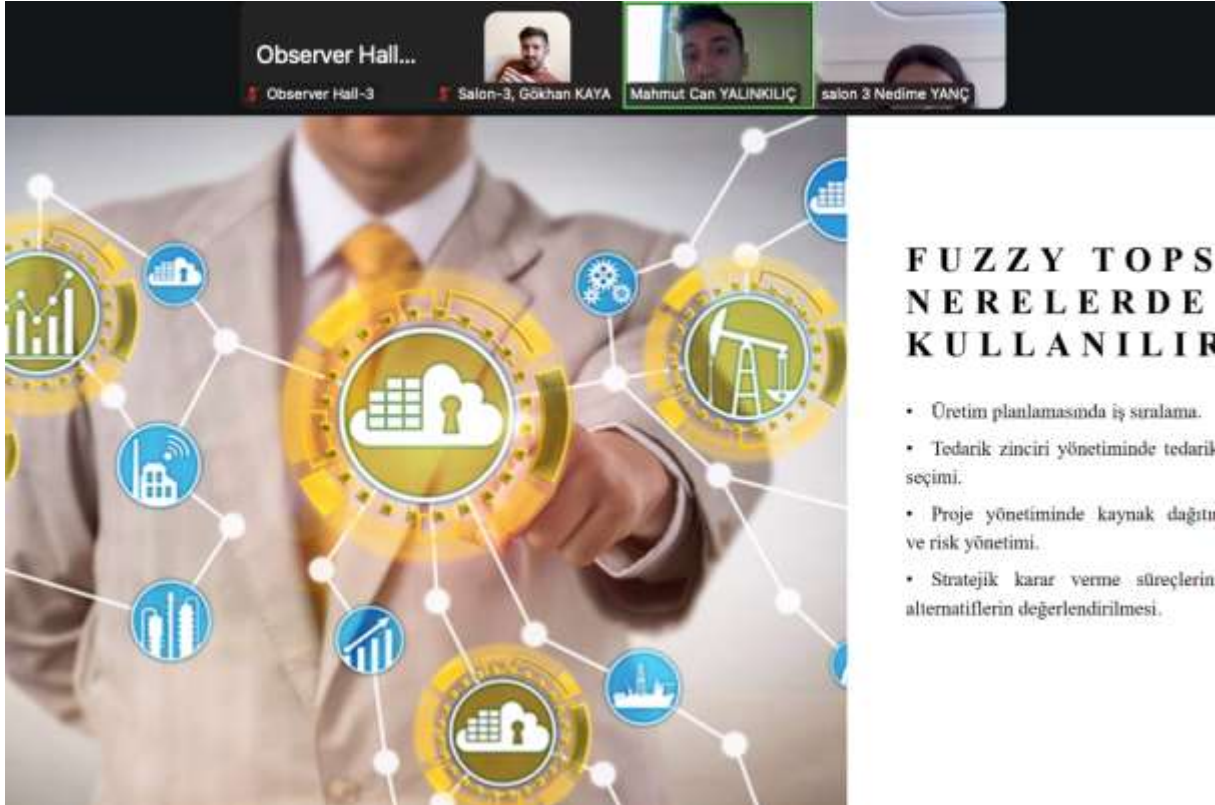 Observer Hall...
Observer Hall-3
Salon-3, Gökhan KAYA
Mahmut Can YALINKILIÇ
salon 3 Nedime YANÇ
FUZZY TOPS
NERELERDE
KULLANILIR
• Üretim planlamasında iş sıralama.
• Tedarik zinciri yönetiminde tedarik
seçimi.
• Proje yönetiminde kaynak dağıtı
ve risk yönetimi.
• Stratejik karar verme süreçlerin
alternatiflerin değerlendirilmesi.